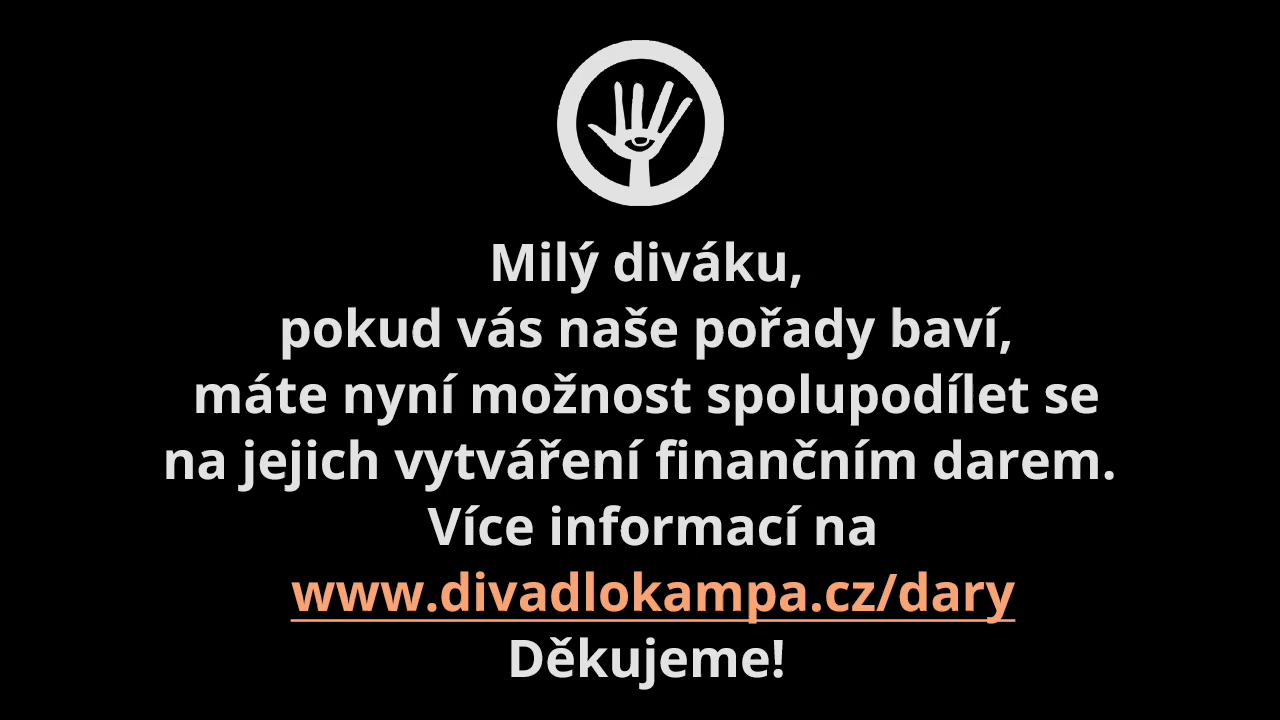 Milý diváku,
pokud vás naše pořady baví,
máte nyní možnost spolupodílet se
na jejich vytváření finančním darem.
Více informací na
www.divadlokampa.cz/dary
Děkujeme!